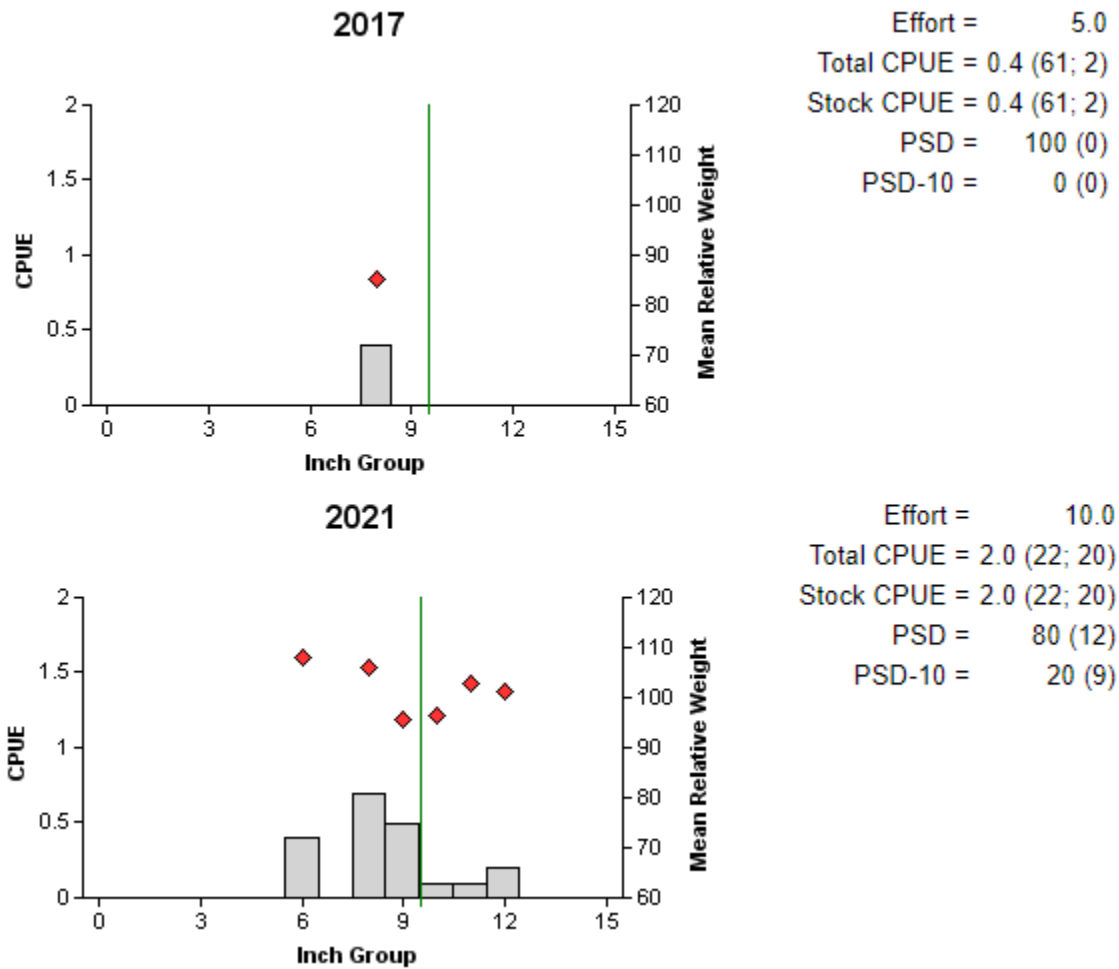 2017
Effort = 5.0
Total CPUE = 0.4 (61; 2)
Stock CPUE = 0.4 (61; 2)
PSD = 100 (0)
PSD-10 = 0 (0)
2
1.5
1
0.5
0
CPUE
120
110
100
90
80
70
60
Mean Relative Weight
0 3 6 9 12 15
Inch Group
2021
Effort = 10.0
Total CPUE = 2.0 (22; 20)
Stock CPUE = 2.0 (22; 20)
PSD = 80 (12)
PSD-10 = 20 (9)
2
1.5
1
0.5
0
CPUE
120
110
100
90
80
70
60
Mean Relative Weight
0 3 6 9 12 15
Inch Group